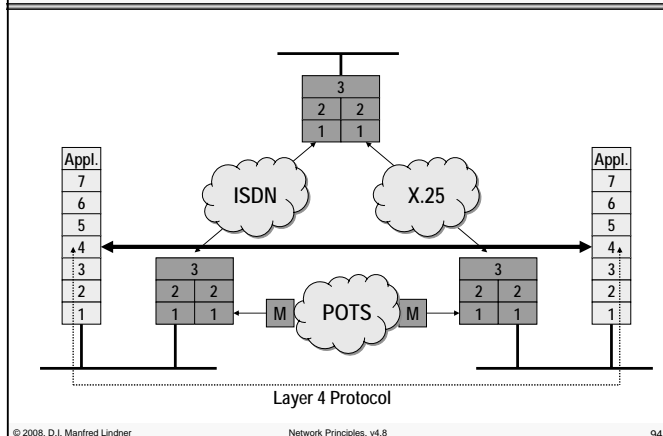 3
2 2
1 1
Appl.
7
6
5
4
3
2
1
ISDN
X.25
Appl.
7
6
5
4
3
2
1
3
2 2
1 1
M
POTS
M
3
2 2
1 1
Layer 4 Protocol
© 2008, D.I. Manfred Lindner
Network Principles, v4.8
94